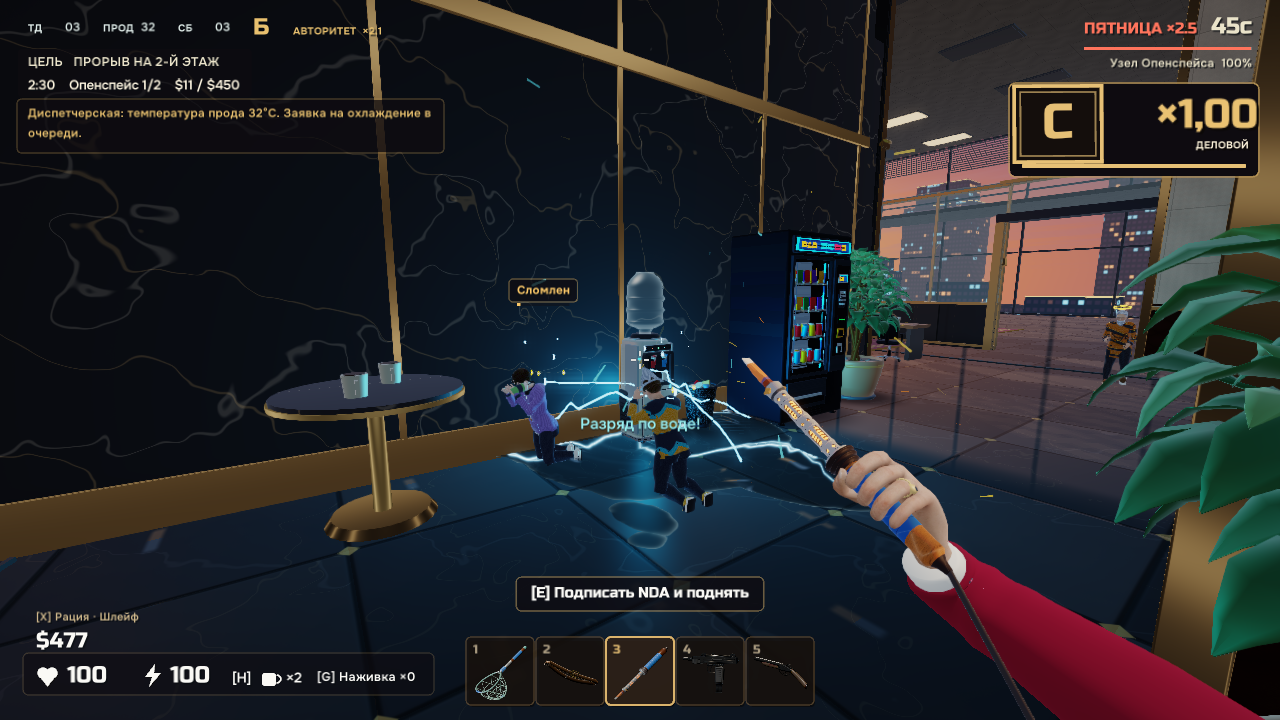 ТД 03 ПРОД 32 СБ 03 Б АВТОРИТЕТ ×2.1
ЦЕЛЬ ПРОРЫВ НА 2-Й ЭТАЖ
2:30 Опенспейс 1/2 $11 / $450
Диспетчерская: температура прода 32°C. Заявка на охлаждение в
очереди.
ПЯТНИЦА ×2.5 45с
Узел Опенспейса 100%
С ×1,00
ДЕЛОВОЙ
Сломлен
Разряд по воде!
[E] Подписать NDA и поднять
[X] Рация · Шлейф
$477
100 100 [H] ×2 [G] Наживка ×0
1 2 3 4 5